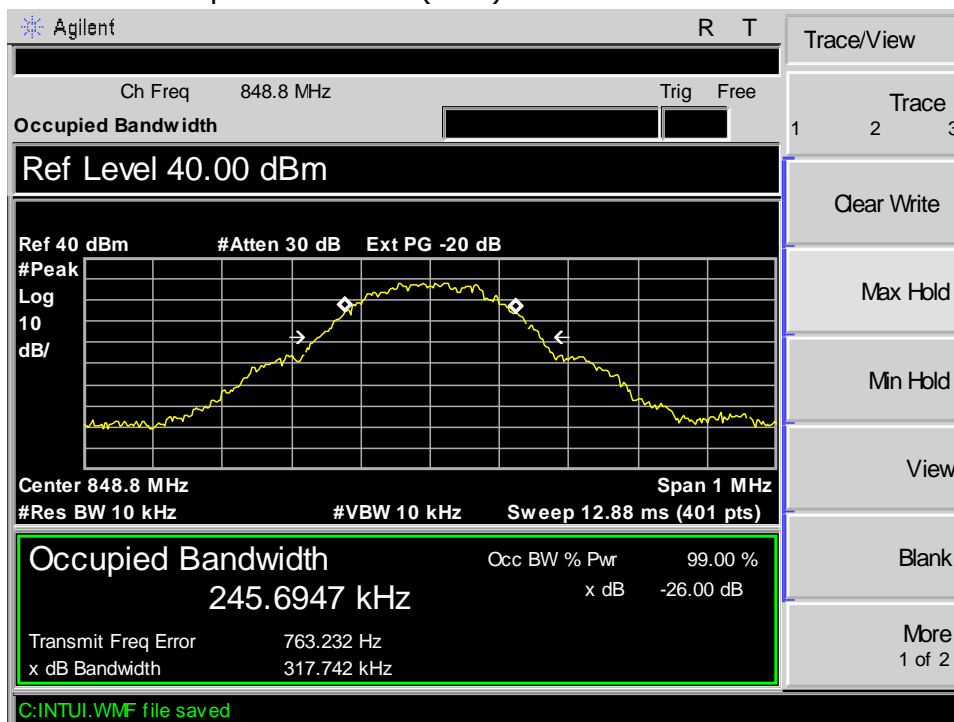 Agilent R T
Trace/View
Ch Freq 848.8 MHz Trig Free
Occupied Bandwidth
Trace
1 2 3
Ref Level 40.00 dBm
Clear Write
Ref 40 dBm #Atten 30 dB Ext PG -20 dB
#Peak
Log
10
dB/
Max Hold
Min Hold
View
Center 848.8 MHz Span 1 MHz
#Res BW 10 kHz #VBW 10 kHz Sweep 12.88 ms (401 pts)
Occupied Bandwidth
245.6947 kHz
Occ BW % Pwr 99.00 %
x dB -26.00 dB
Blank
Transmit Freq Error 763.232 Hz
x dB Bandwidth 317.742 kHz
More
1 of 2
C:INTUI.WMF file saved